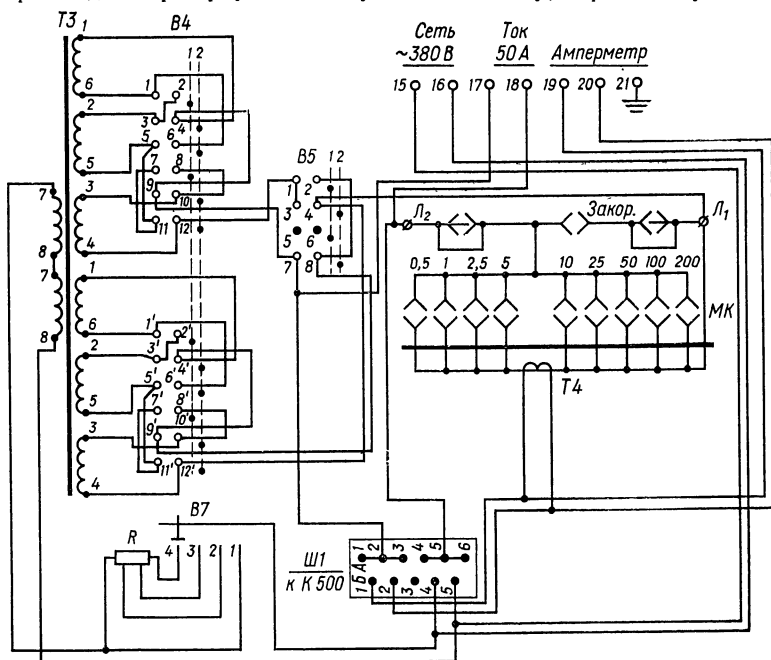 Т3
В4
1 2
Сеть
~380 В
Ток
50 А
Амперметр
15 16 17 18 19 20 21
1
6
2
5
3
4
1 2
3 4
5 6
7 8
9 10
11 12
7
8
7
8
В5
1 2
1 2
3 4
5 6
7 8
Л2
Закор.
Л1
0,5 1 2,5 5 10 25 50 100 200
МК
Т4
1
6
2
5
3
4
1' 2'
3' 4'
5' 6'
7' 8'
9' 10'
11' 12'
В7
R
4 3 2 1
Ш1
к К 500
1 2 3 4 5 6
А
Б
1 2 3 4 5